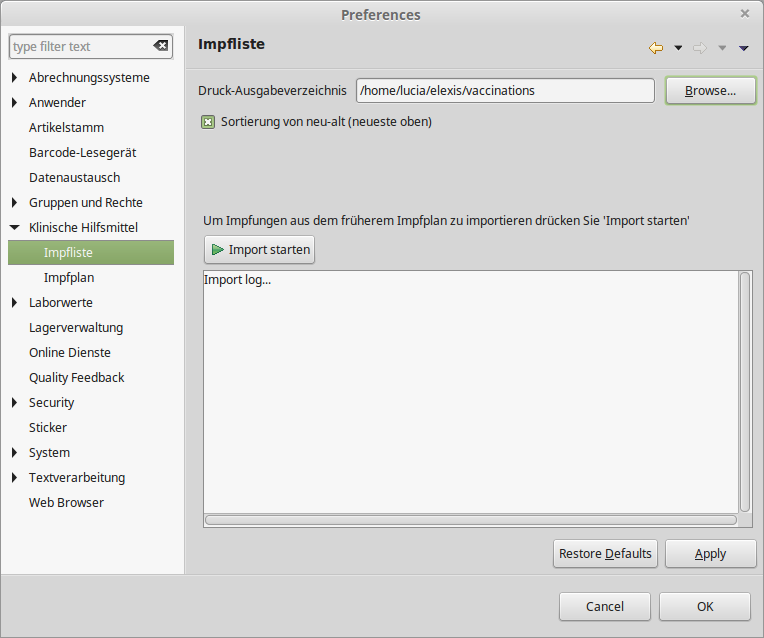 Preferences
type filter text
Abrechnungssysteme
Anwender
Artikelstamm
Barcode-Lesegerät
Datenaustausch
Gruppen und Rechte
Klinische Hilfsmittel
Impfliste
Impfplan
Laborwerte
Lagerverwaltung
Online Dienste
Quality Feedback
Security
Sticker
System
Textverarbeitung
Web Browser
Impfliste
Druck-Ausgabeverzeichnis /home/lucia/elexis/vaccinations Browse...
Sortierung von neu-alt (neueste oben)
Um Impfungen aus dem früherem Impfplan zu importieren drücken Sie 'Import starten'
Import starten
Import log...
Restore Defaults Apply
Cancel OK